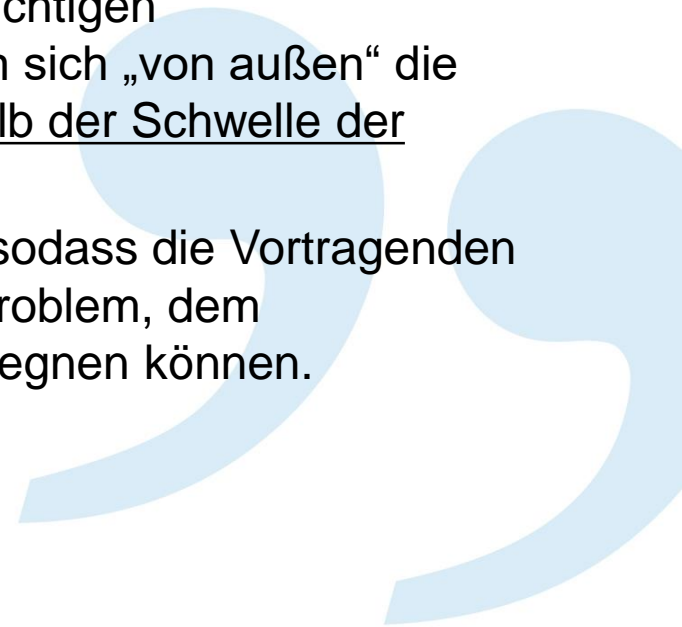 chtigen
n sich „von außen“ die
lb der Schwelle der
sodass die Vortragenden
roblem, dem
egnen können.